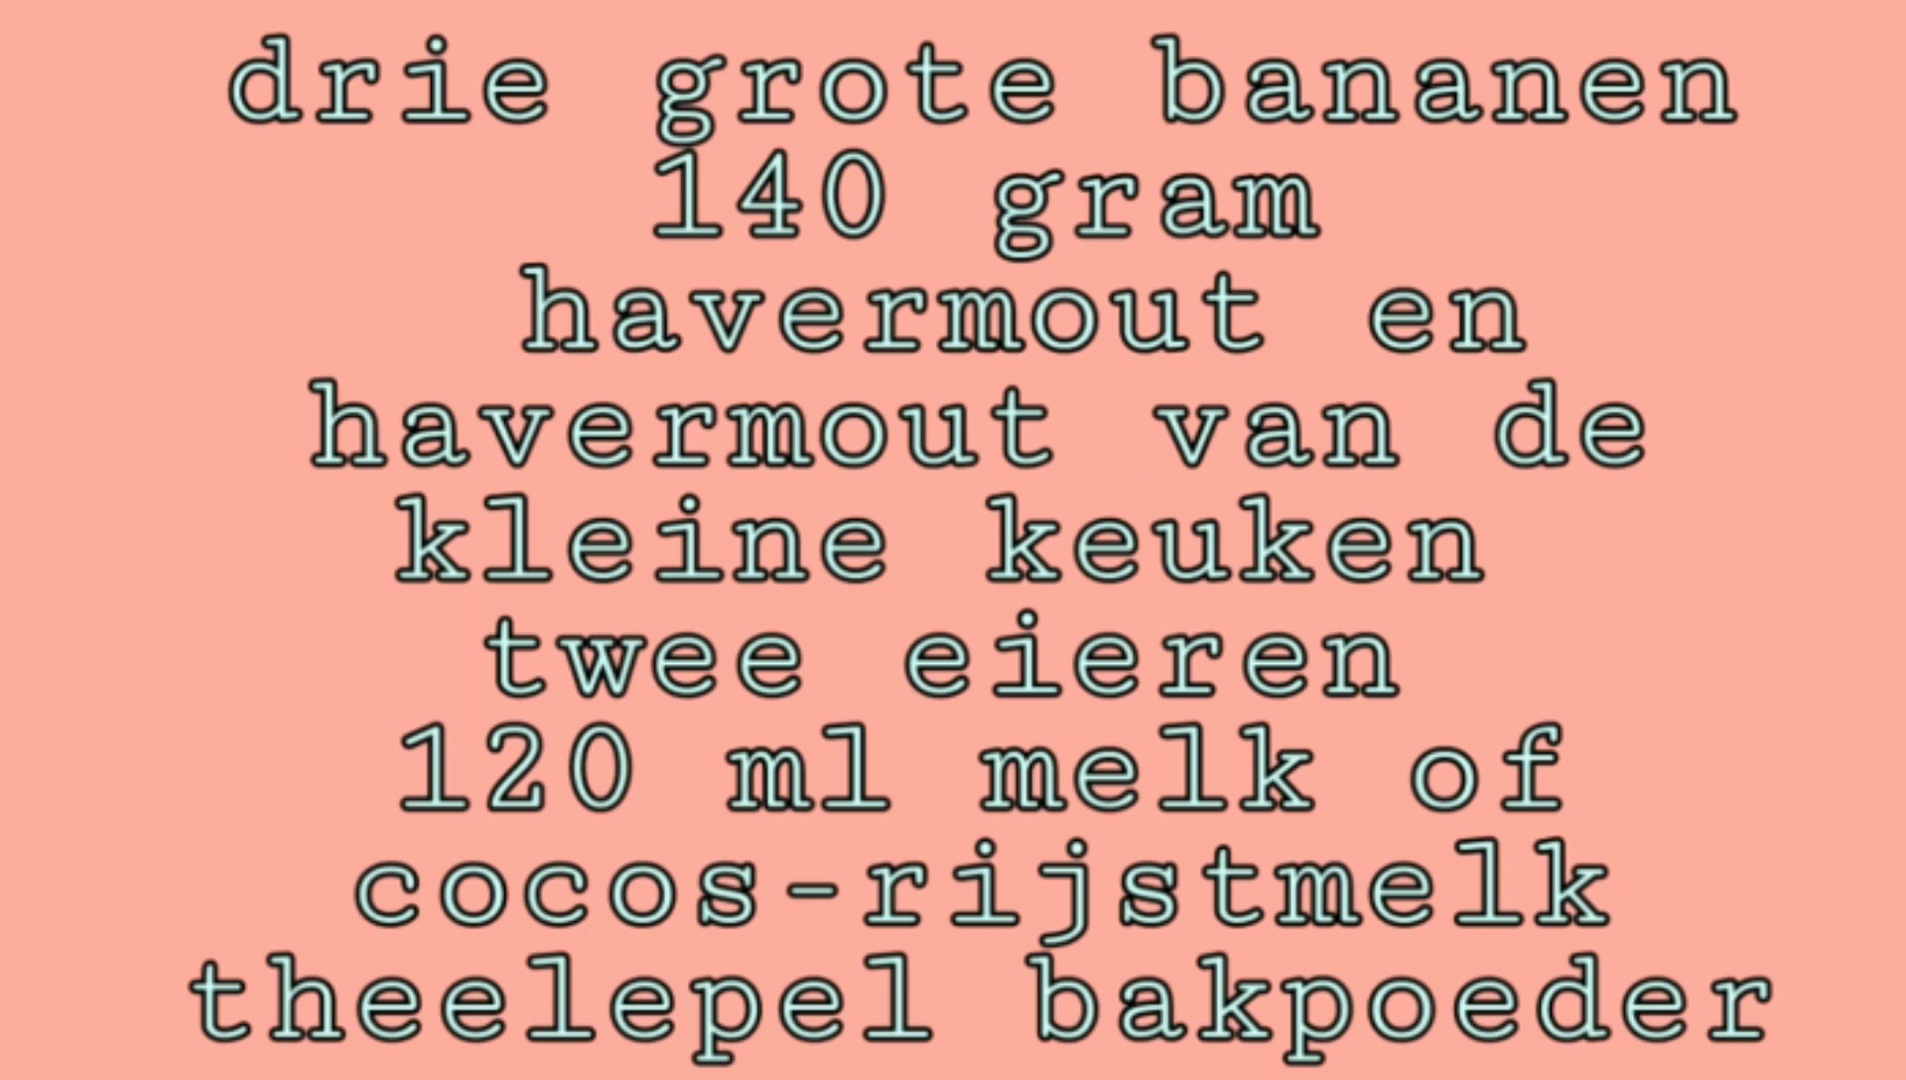 drie grote bananen
140 gram
havermout en
havermout van de
kleine keuken
twee eieren
120 ml melk of
cocos-rijstmelk
theelepel bakpoeder